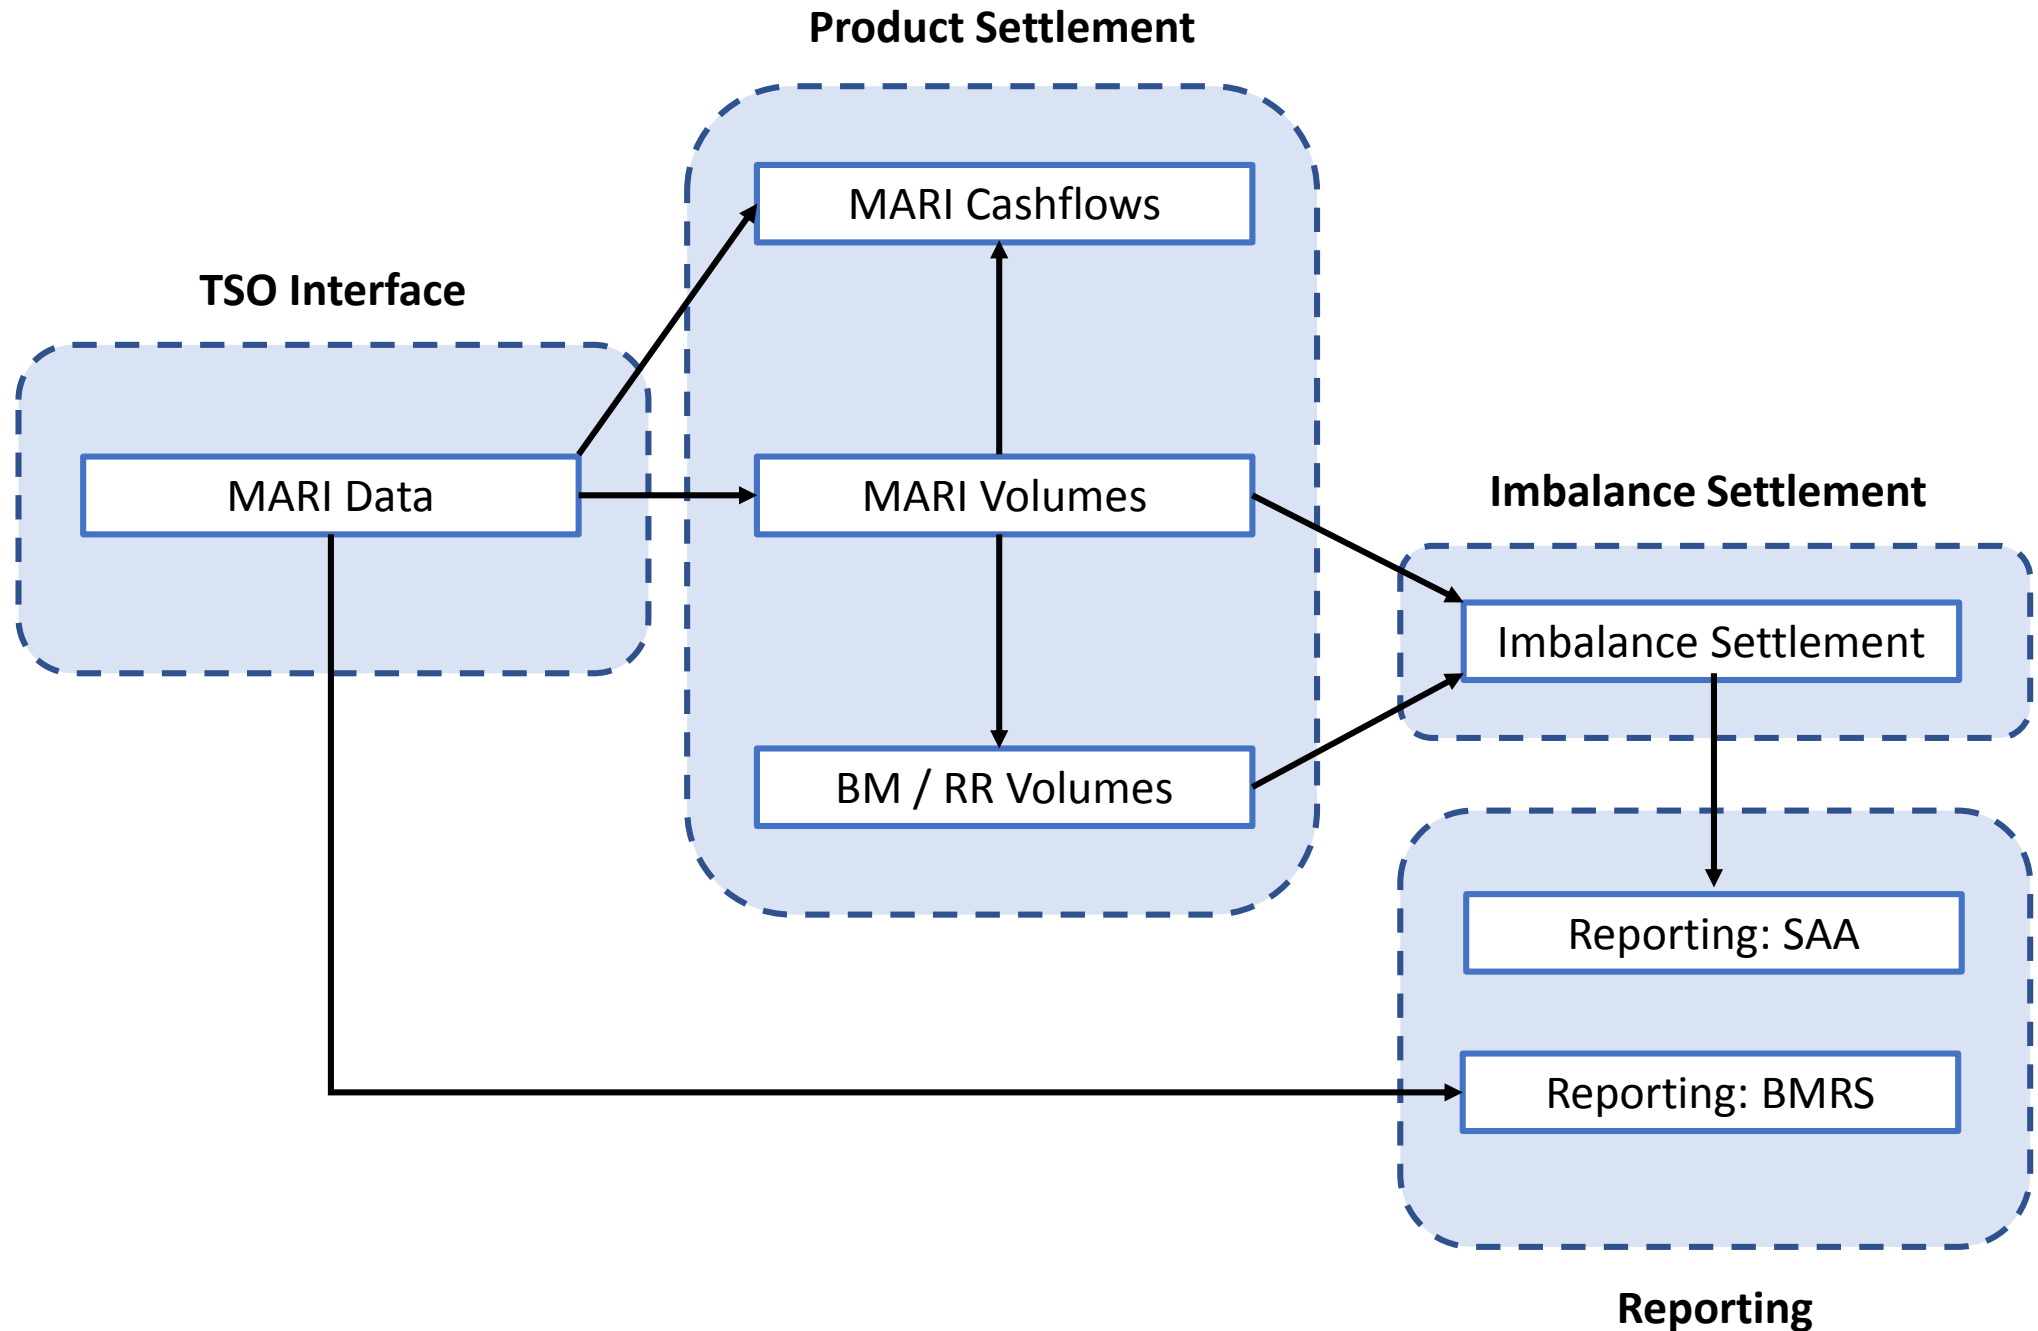 Product Settlement
MARI Cashflows
TSO Interface
MARI Data
MARI Volumes
Imbalance Settlement
Imbalance Settlement
BM / RR Volumes
Reporting: SAA
Reporting: BMRS
Reporting